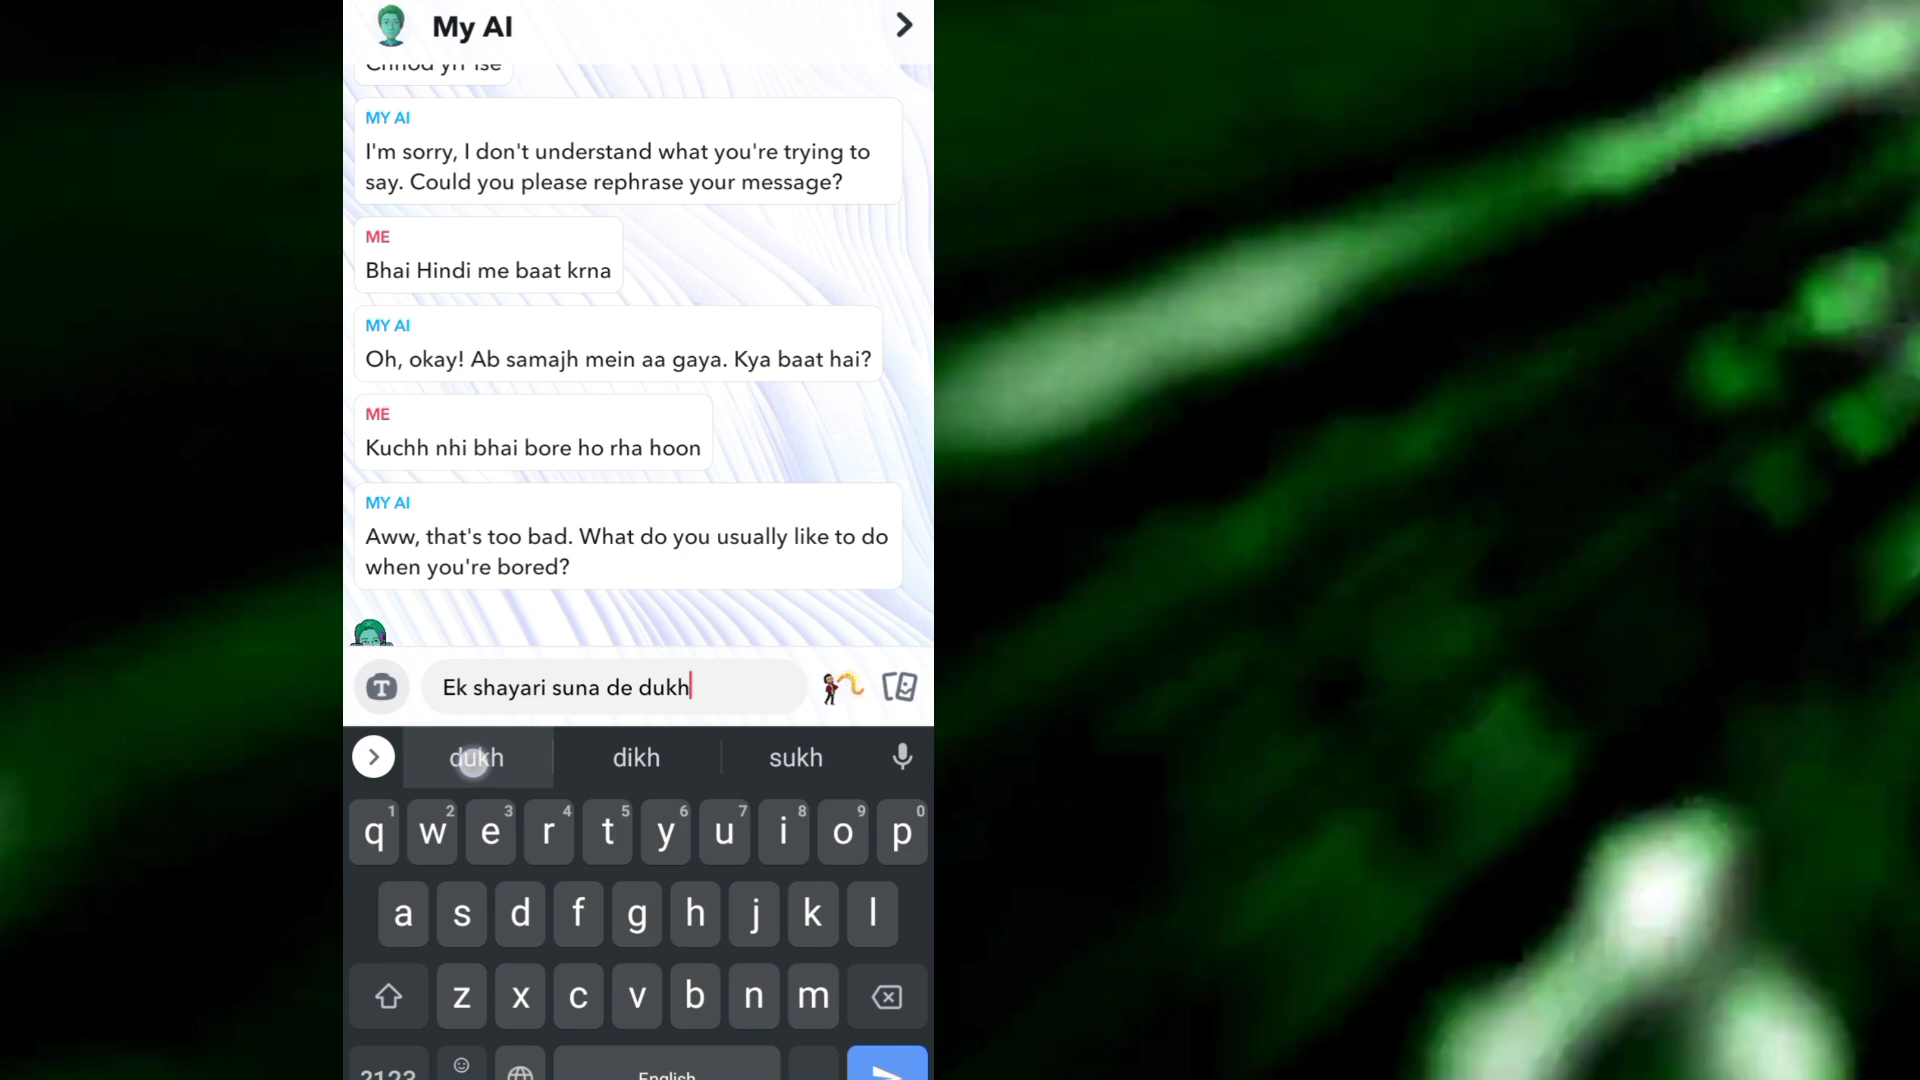 My AI
Chhod yrr ise
MY AI
I'm sorry, I don't understand what you're trying to
say. Could you please rephrase your message?
ME
Bhai Hindi me baat krna
MY AI
Oh, okay! Ab samajh mein aa gaya. Kya baat hai?
ME
Kuchh nhi bhai bore ho rha hoon
MY AI
Aww, that's too bad. What do you usually like to do
when you're bored?
T
Ek shayari suna de dukh
dukh dikh sukh
1 2 3 4 5 6 7 8 9 0
q w e r t y u i o p
a s d f g h j k l
z x c v b n m
?123 English